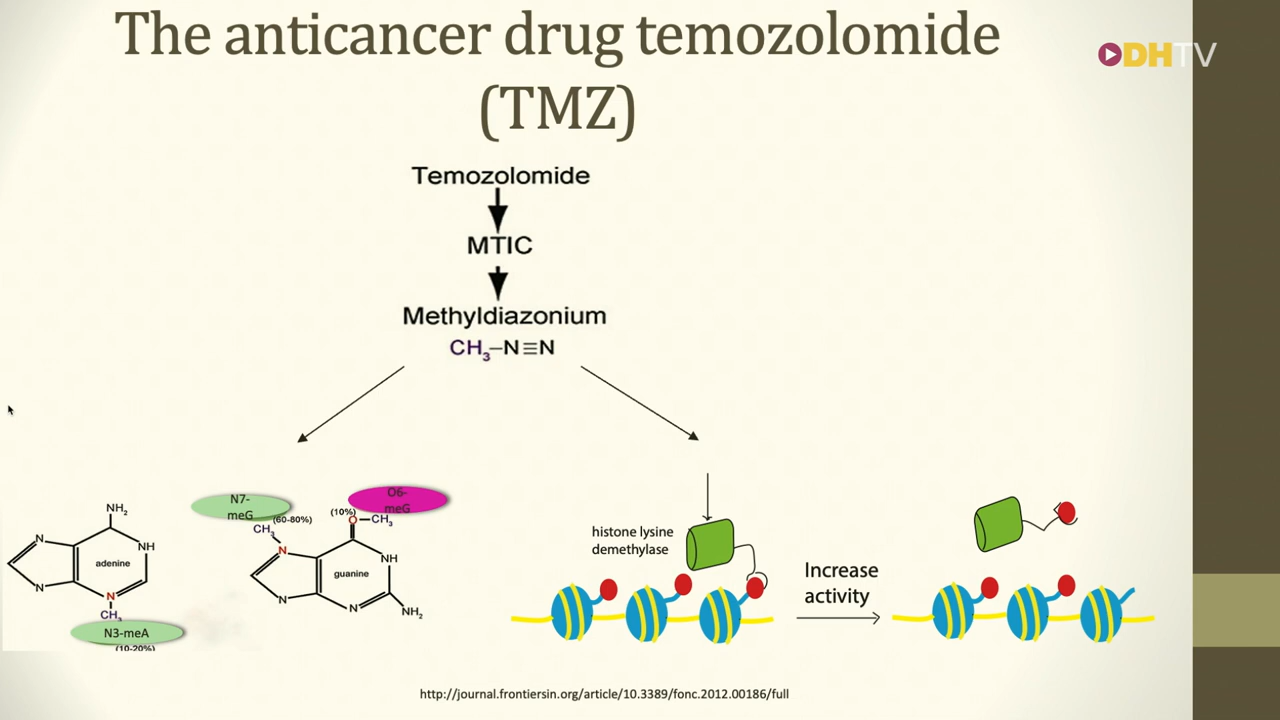 The anticancer drug temozolomide
(TMZ)
DHTV
Temozolomide
MTIC
Methyldiazonium
CH₃–N≡N
N7-
meG
(60-80%)
CH₃
O6-
meG
(10%)
O–CH₃
NH₂
N
NH
adenine
N
N
CH₃
N3-meA
(10-20%)
N
NH
guanine
N
N
NH₂
histone lysine
demethylase
Increase
activity
http://journal.frontiersin.org/article/10.3389/fonc.2012.00186/full